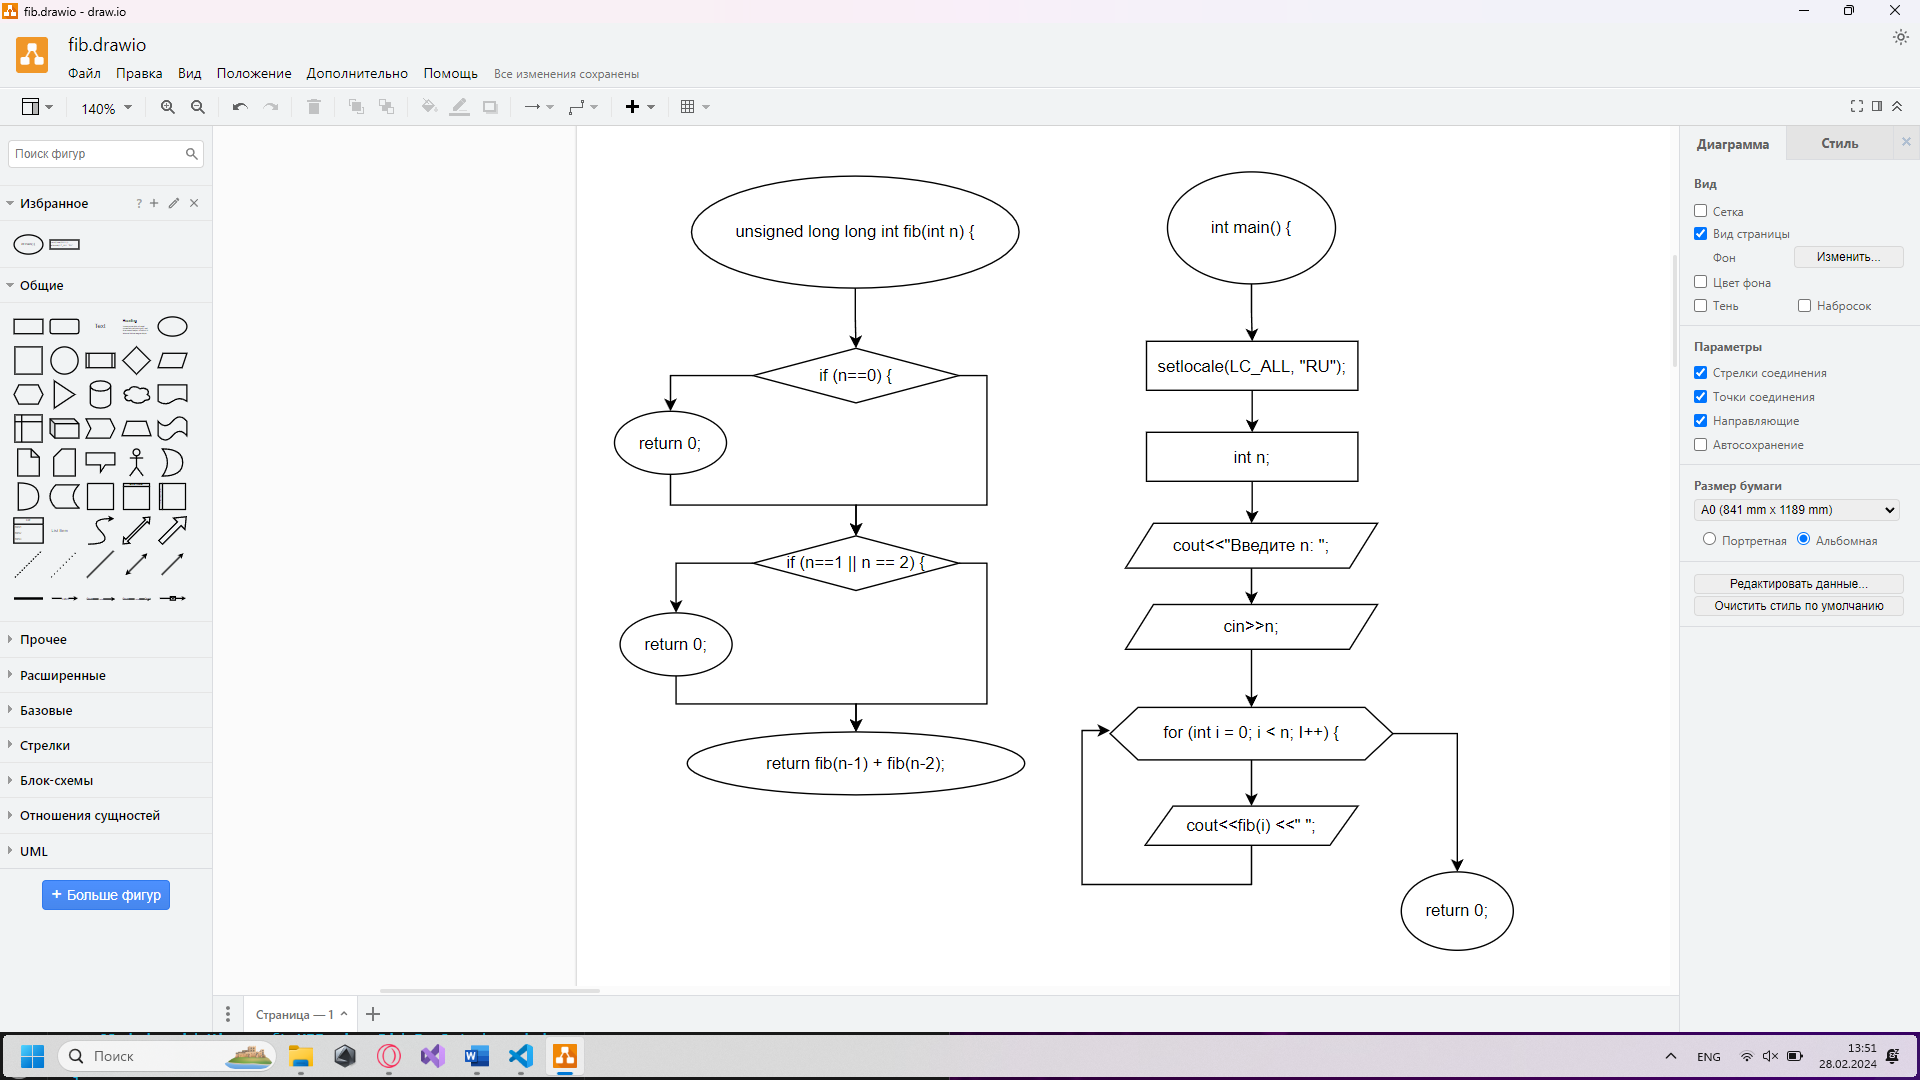 fib.drawio - draw.io
fib.drawio
Файл Правка Вид Положение Дополнительно Помощь Все изменения сохранены
140%
Поиск фигур
Избранное
?
Общие
Text
Heading
Прочее
Расширенные
Базовые
Стрелки
Блок-схемы
Отношения сущностей
UML
+ Больше фигур
unsigned long long int fib(int n) {
if (n==0) {
return 0;
if (n==1 || n == 2) {
return 0;
return fib(n-1) + fib(n-2);
int main() {
setlocale(LC_ALL, "RU");
int n;
cout<<"Введите n: ";
cin>>n;
for (int i = 0; i < n; I++) {
cout<<fib(i) <<" ";
return 0;
Диаграмма
Стиль
Вид
Сетка
Вид страницы
Фон
Изменить...
Цвет фона
Тень
Набросок
Параметры
Стрелки соединения
Точки соединения
Направляющие
Автосохранение
Размер бумаги
A0 (841 mm x 1189 mm)
Портретная
Альбомная
Редактировать данные...
Очистить стиль по умолчанию
Страница — 1
Поиск
ENG
13:51
28.02.2024